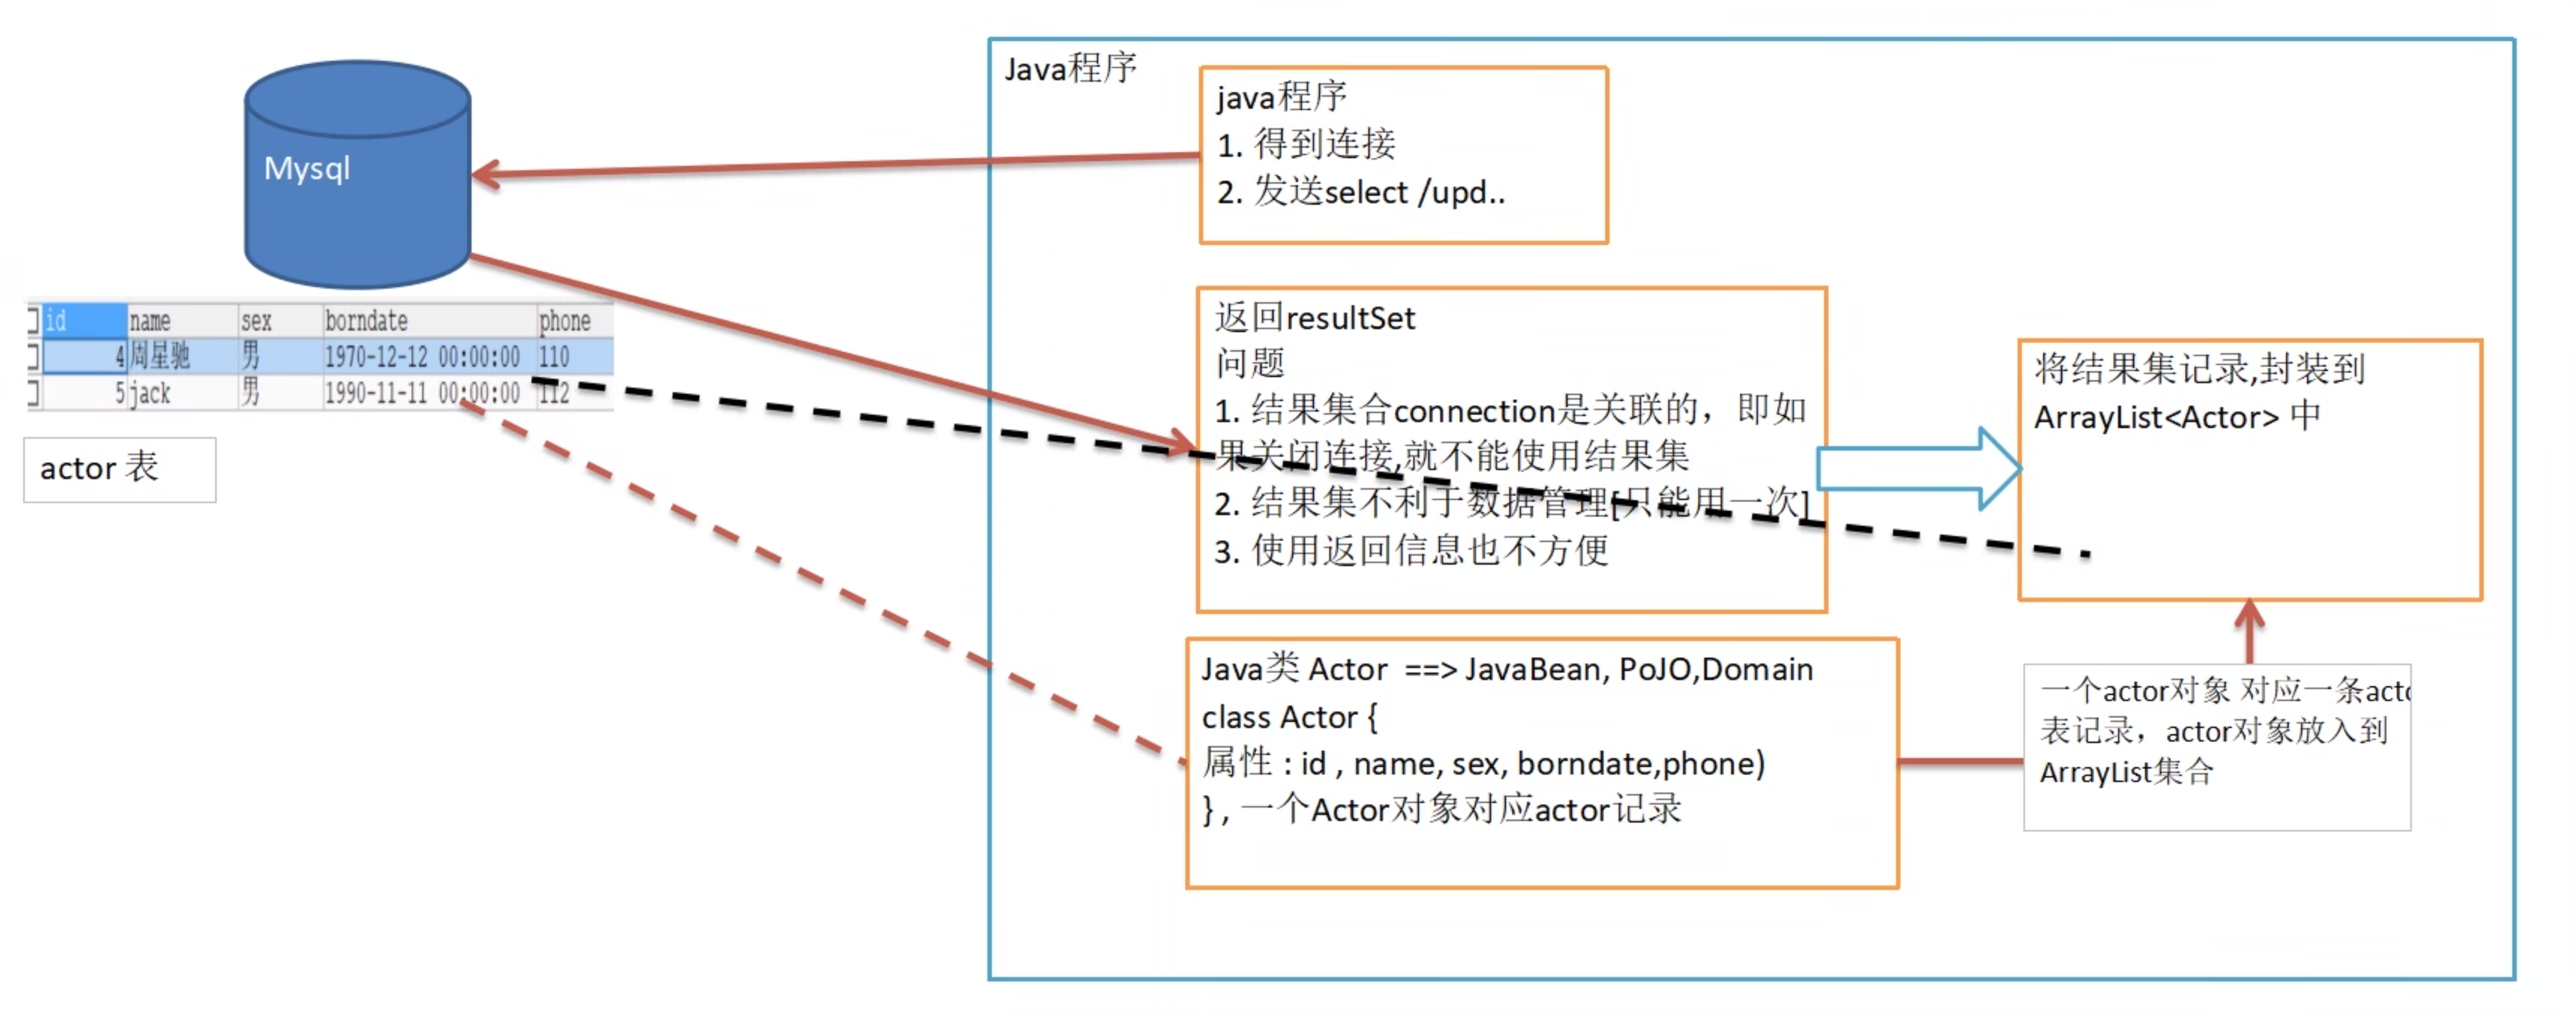 Java程序
java程序
1. 得到连接
2. 发送select /upd..
Mysql
id name sex borndate phone
4 周星驰 男 1970-12-12 00:00:00 110
5 jack 男 1990-11-11 00:00:00 112
actor 表
返回resultSet
问题
1. 结果集合connection是关联的，即如
果关闭连接,就不能使用结果集
2. 结果集不利于数据管理[只能用一次]
3. 使用返回信息也不方便
将结果集记录,封装到
ArrayList<Actor> 中
Java类 Actor ==> JavaBean, PoJO,Domain
class Actor {
属性 : id , name, sex, borndate,phone)
} , 一个Actor对象对应actor记录
一个actor对象 对应一条acto
表记录，actor对象放入到
ArrayList集合